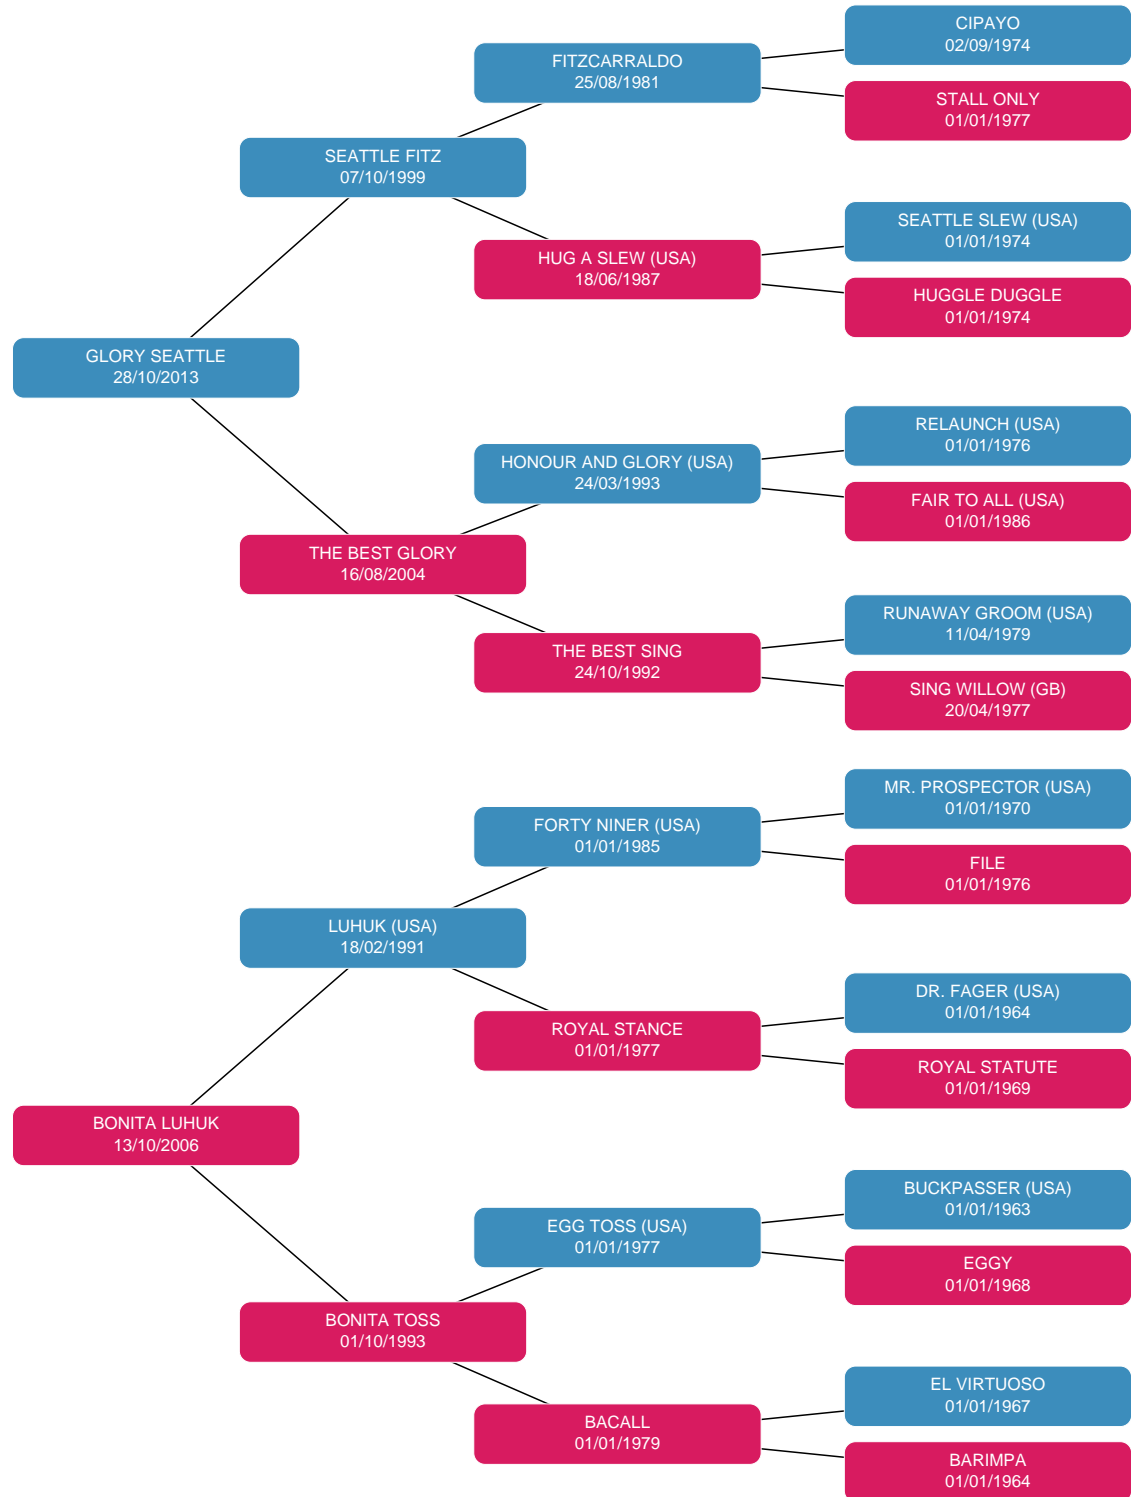 CIPAYO
02/09/1974
FITZCARRALDO
25/08/1981
STALL ONLY
01/01/1977
SEATTLE FITZ
07/10/1999
SEATTLE SLEW (USA)
01/01/1974
HUG A SLEW (USA)
18/06/1987
HUGGLE DUGGLE
01/01/1974
GLORY SEATTLE
28/10/2013
RELAUNCH (USA)
01/01/1976
HONOUR AND GLORY (USA)
24/03/1993
FAIR TO ALL (USA)
01/01/1986
THE BEST GLORY
16/08/2004
RUNAWAY GROOM (USA)
11/04/1979
THE BEST SING
24/10/1992
SING WILLOW (GB)
20/04/1977
MR. PROSPECTOR (USA)
01/01/1970
FORTY NINER (USA)
01/01/1985
FILE
01/01/1976
LUHUK (USA)
18/02/1991
DR. FAGER (USA)
01/01/1964
ROYAL STANCE
01/01/1977
ROYAL STATUTE
01/01/1969
BONITA LUHUK
13/10/2006
BUCKPASSER (USA)
01/01/1963
EGG TOSS (USA)
01/01/1977
EGGY
01/01/1968
BONITA TOSS
01/10/1993
EL VIRTUOSO
01/01/1967
BACALL
01/01/1979
BARIMPA
01/01/1964